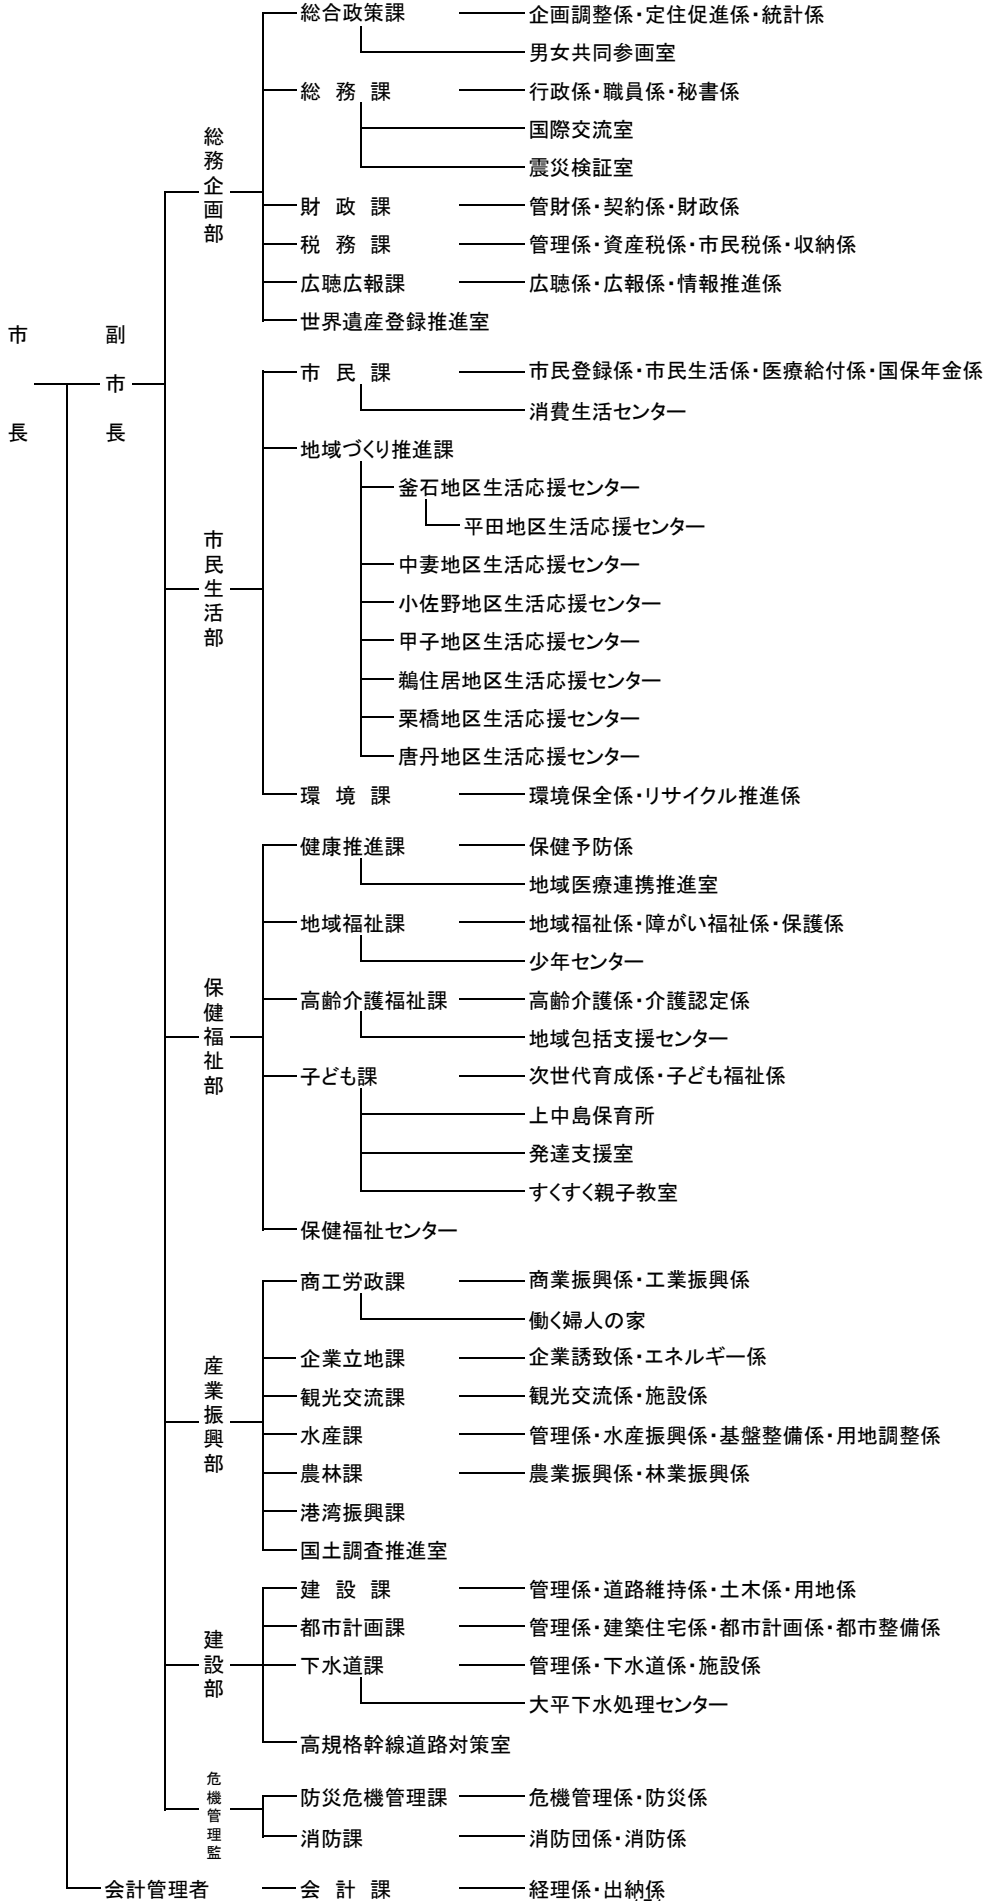 市長
副市長
総務企画部
総合政策課 企画調整係・定住促進係・統計係
男女共同参画室
総務課 行政係・職員係・秘書係
国際交流室
震災検証室
財政課 管財係・契約係・財政係
税務課 管理係・資産税係・市民税係・収納係
広聴広報課 広聴係・広報係・情報推進係
世界遺産登録推進室
市民生活部
市民課 市民登録係・市民生活係・医療給付係・国保年金係
消費生活センター
地域づくり推進課
釜石地区生活応援センター
平田地区生活応援センター
中妻地区生活応援センター
小佐野地区生活応援センター
甲子地区生活応援センター
鵜住居地区生活応援センター
栗橋地区生活応援センター
唐丹地区生活応援センター
環境課 環境保全係・リサイクル推進係
保健福祉部
健康推進課 保健予防係
地域医療連携推進室
地域福祉課 地域福祉係・障がい福祉係・保護係
少年センター
高齢介護福祉課 高齢介護係・介護認定係
地域包括支援センター
子ども課 次世代育成係・子ども福祉係
上中島保育所
発達支援室
すくすく親子教室
保健福祉センター
産業振興部
商工労政課 商業振興係・工業振興係
働く婦人の家
企業立地課 企業誘致係・エネルギー係
観光交流課 観光交流係・施設係
水産課 管理係・水産振興係・基盤整備係・用地調整係
農林課 農業振興係・林業振興係
港湾振興課
国土調査推進室
建設部
建設課 管理係・道路維持係・土木係・用地係
都市計画課 管理係・建築住宅係・都市計画係・都市整備係
下水道課 管理係・下水道係・施設係
大平下水処理センター
高規格幹線道路対策室
危機管理監
防災危機管理課 危機管理係・防災係
消防課 消防団係・消防係
会計管理者 会計課 経理係・出納係